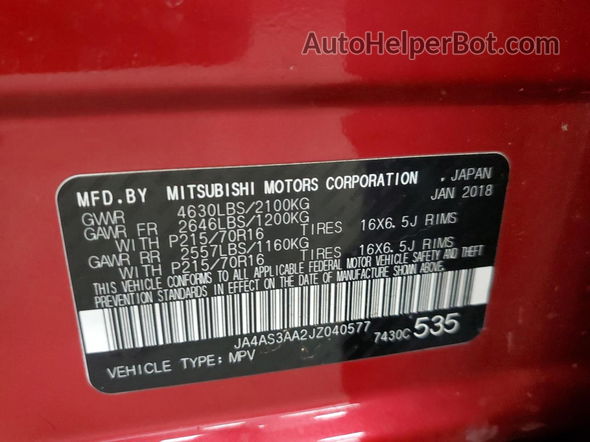 AutoHelperBot.com
MFD.BY MITSUBISHI MOTORS CORPORATION . JAPAN
JAN 2018
GWWR 4630LBS/2100KG
GAWR FR 2646LBS/1200KG
WITH P215/70R16 TIRES 16X6.5J RIMS
GAWR RR 2557LBS/1160KG
WITH P215/70R16 TIRES 16X6.5J RIMS
THIS VEHICLE CONFORMS TO ALL APPLICABLE FEDERAL MOTOR VEHICLE SAFETY AND THEFT
PREVENTION STANDARDS IN EFFECT ON THE DATE OF MANUFACTURE SHOWN ABOVE.
JA4AS3AA2JZ040577 7430C 535
VEHICLE TYPE: MPV